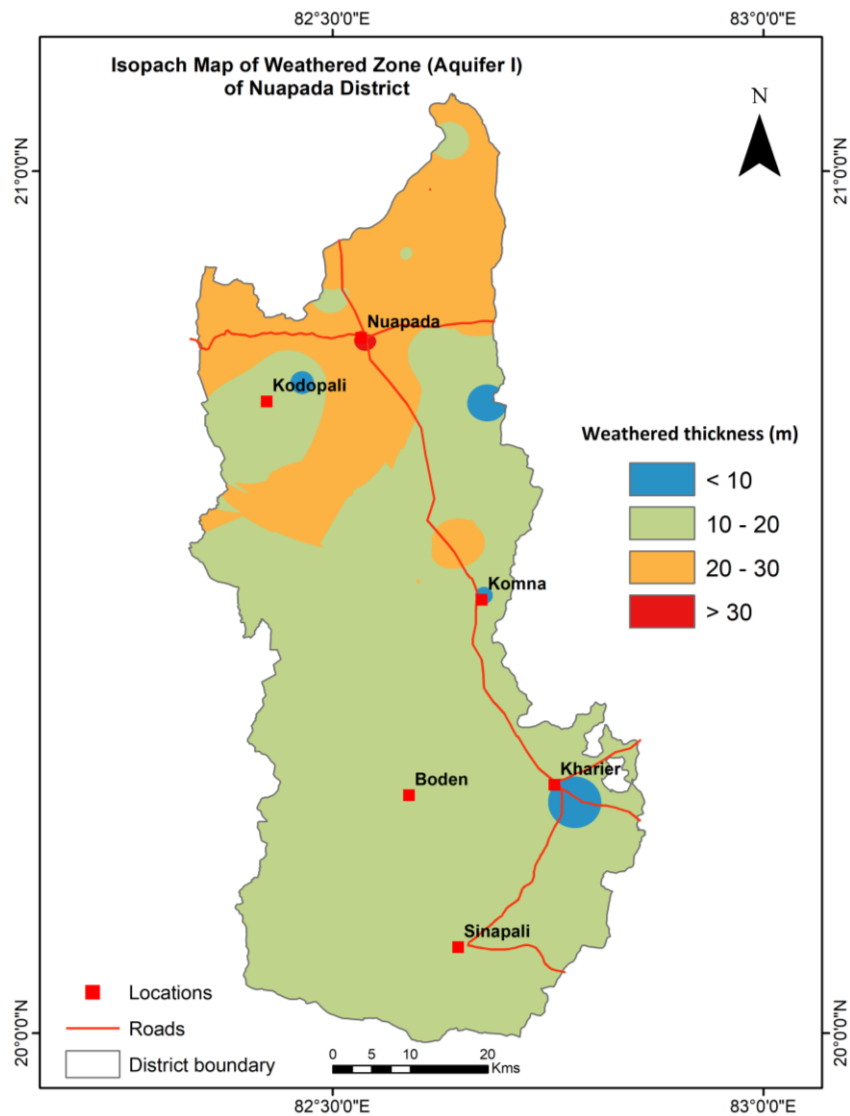 82°30'0"E
83°0'0"E
Isopach Map of Weathered Zone (Aquifer I)
of Nuapada District
N
21°0'0"N
21°0'0"N
Nuapada
Kodopali
Weathered thickness (m)
< 10
10 - 20
20 - 30
> 30
Komna
Kharier
Boden
Sinapali
Locations
Roads
District boundary
0 5 10 20
Kms
20°0'0"N
20°0'0"N
82°30'0"E
83°0'0"E